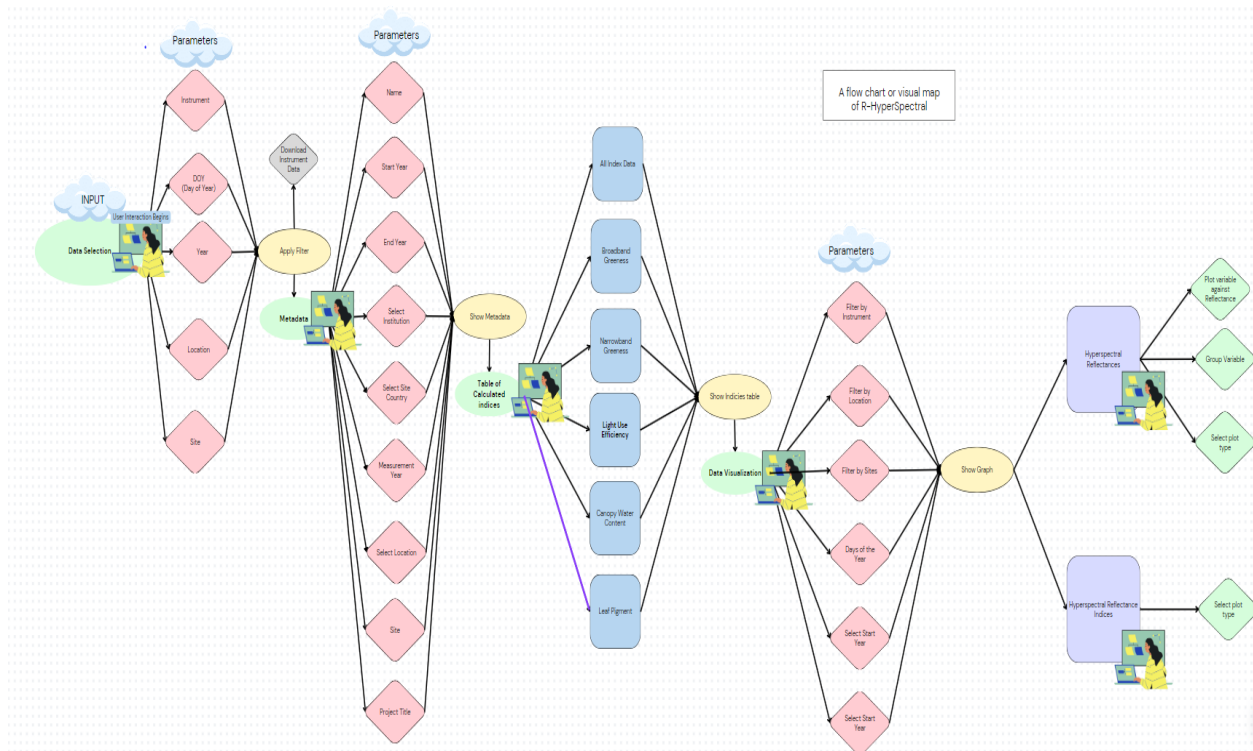 Parameters
Instrument
DOY
(Day of Year)
Year
Location
Site
INPUT
User Interaction Begins
Data Selection
Download
Instrument
Data
Apply Filter
Metadata
Parameters
Name
Start Year
End Year
Select
Institution
Select Site
Country
Measurement
Year
Select Location
Site
Project Title
Show Metadata
Table of
Calculated
indices
All Index Data
Broadband
Greeness
Narrowband
Greeness
Light Use
Efficiency
Canopy Water
Content
Leaf Pigment
Show Indicies table
Data Visualization
Parameters
Filter by
Instrument
Filter by
Location
Filter by Sites
Days of the
Year
Select Start
Year
Select Start
Year
Show Graph
A flow chart or visual map
of R-HyperSpectral
Hyperspectral
Reflectances
Plot variable
against
Reflectance
Group Variable
Select plot
type
Hyperspectral Reflectance
Indices
Select plot
type